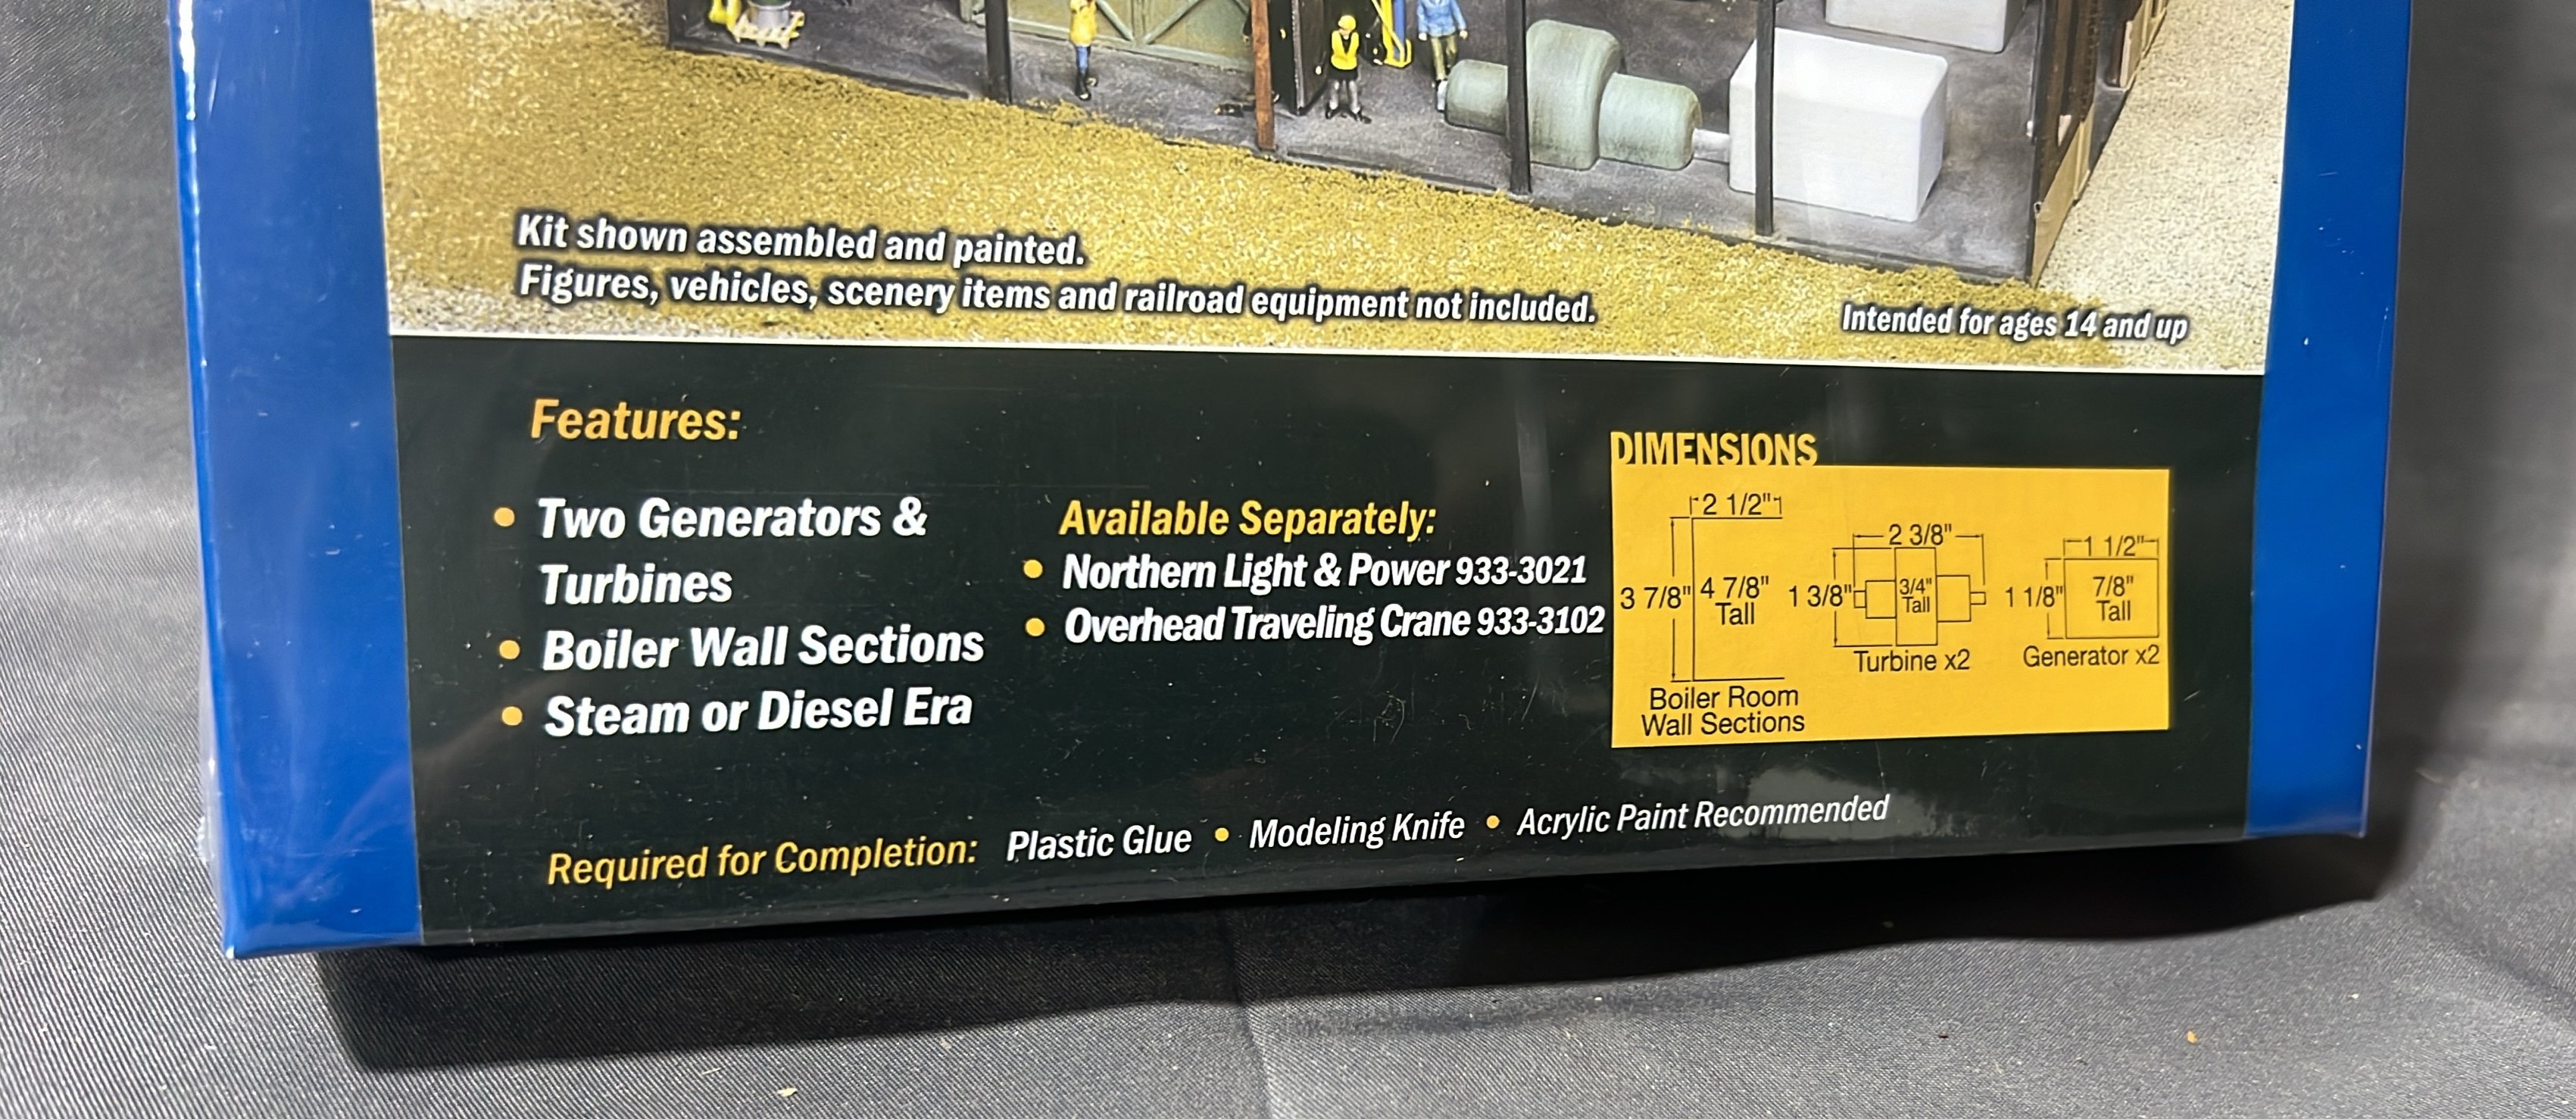 Kit shown assembled and painted.
Figures, vehicles, scenery items and railroad equipment not included.
Intended for ages 14 and up
Features:
• Two Generators &
Turbines
• Boiler Wall Sections
• Steam or Diesel Era
Available Separately:
• Northern Light & Power 933-3021
• Overhead Traveling Crane 933-3102
DIMENSIONS
2 1/2"
3 7/8"
4 7/8"
Tall
Boiler Room
Wall Sections
2 3/8"
1 3/8"
3/4"
Tall
Turbine x2
1 1/2"
1 1/8"
7/8"
Tall
Generator x2
Required for Completion: Plastic Glue • Modeling Knife • Acrylic Paint Recommended